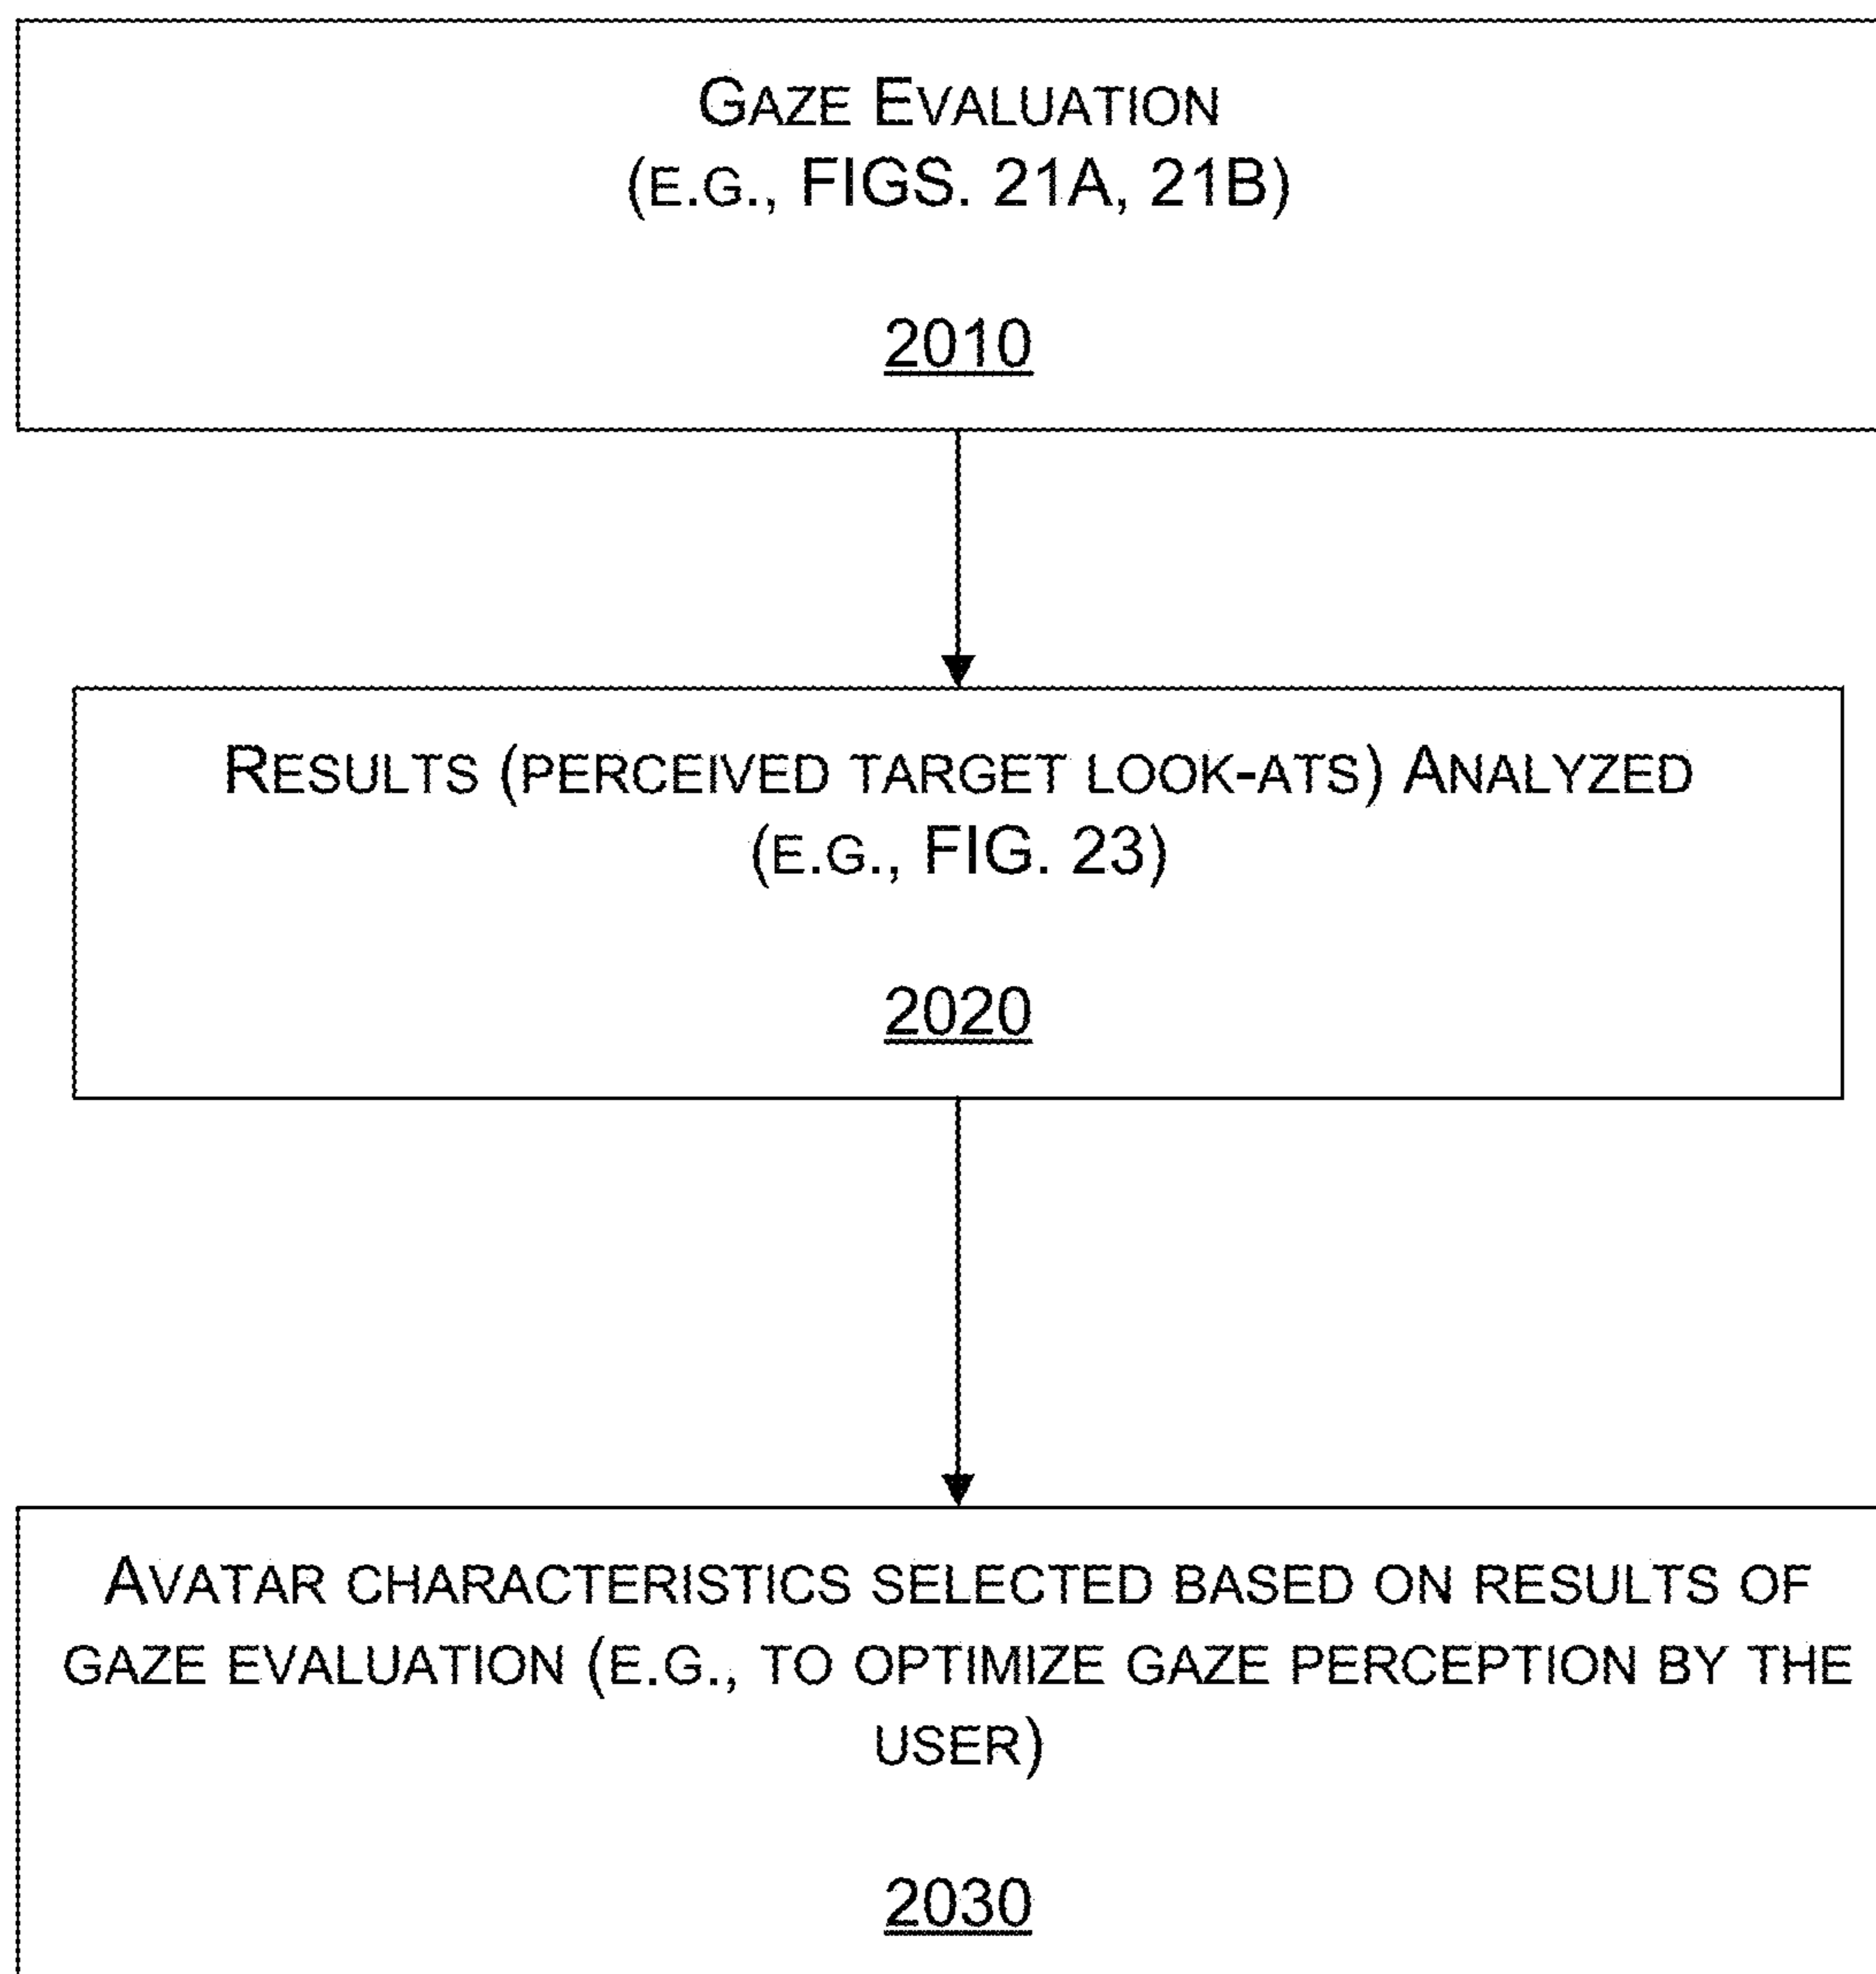 GAZE EVALUATION
(E.G., FIGS. 21A, 21B)
2010
RESULTS (PERCEIVED TARGET LOOK-ATS) ANALYZED
(E.G., FIG. 23)
2020
AVATAR CHARACTERISTICS SELECTED BASED ON RESULTS OF
GAZE EVALUATION (E.G., TO OPTIMIZE GAZE PERCEPTION BY THE
USER)
2030